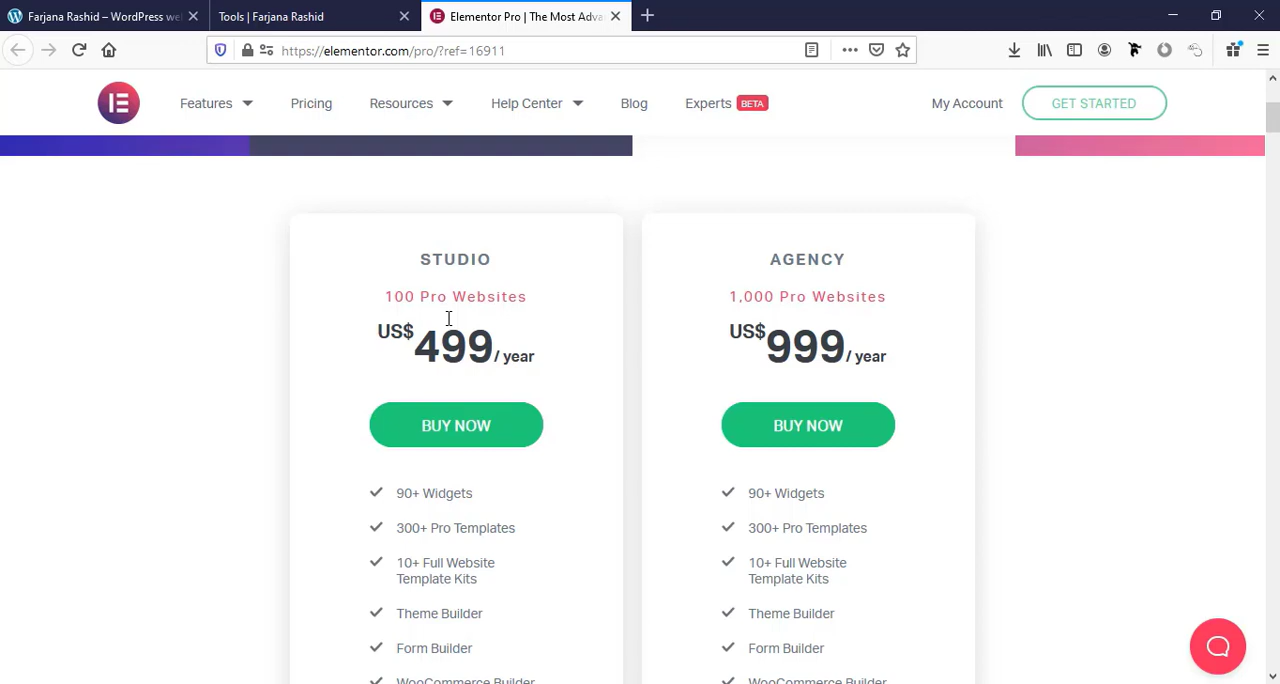 Farjana Rashid – WordPress we
Tools | Farjana Rashid
Elementor Pro | The Most Adva
https://elementor.com/pro/?ref=16911
Features
Pricing
Resources
Help Center
Blog
Experts BETA
My Account
GET STARTED
STUDIO
100 Pro Websites
US$499/ year
BUY NOW
90+ Widgets
300+ Pro Templates
10+ Full Website
Template Kits
Theme Builder
Form Builder
WooCommerce Builder
AGENCY
1,000 Pro Websites
US$999/ year
BUY NOW
90+ Widgets
300+ Pro Templates
10+ Full Website
Template Kits
Theme Builder
Form Builder
WooCommerce Builder